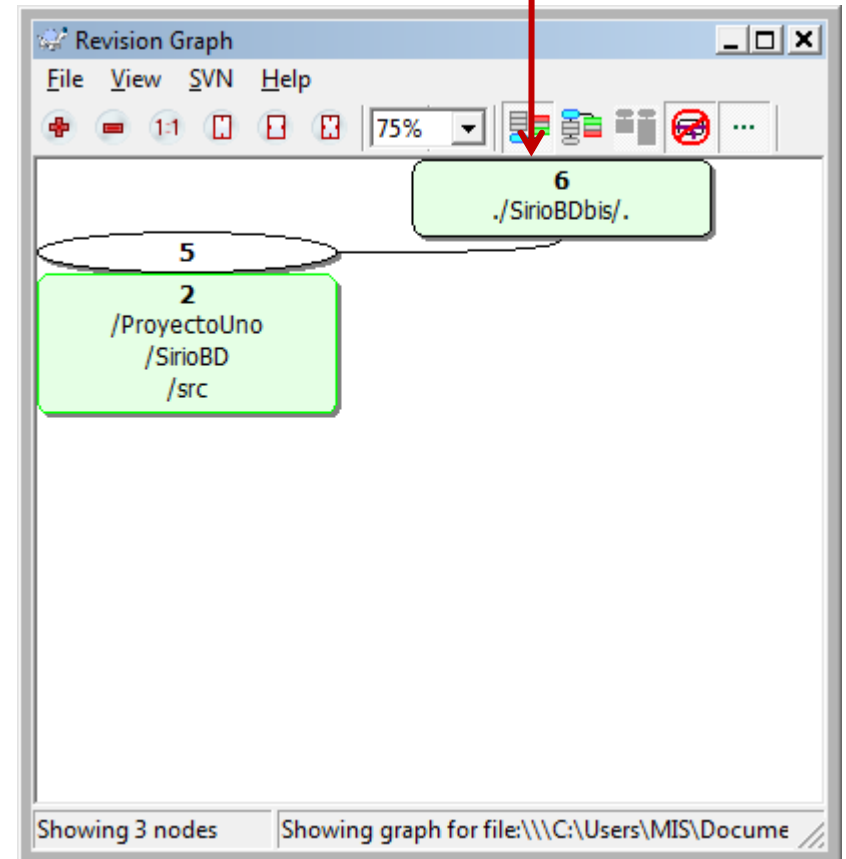 Revision Graph
File View SVN Help
1:1 75% ...
6
./SirioBDbis/.
5
2
/ProyectoUno
/SirioBD
/src
Showing 3 nodes Showing graph for file:\\\C:\Users\MIS\Docume